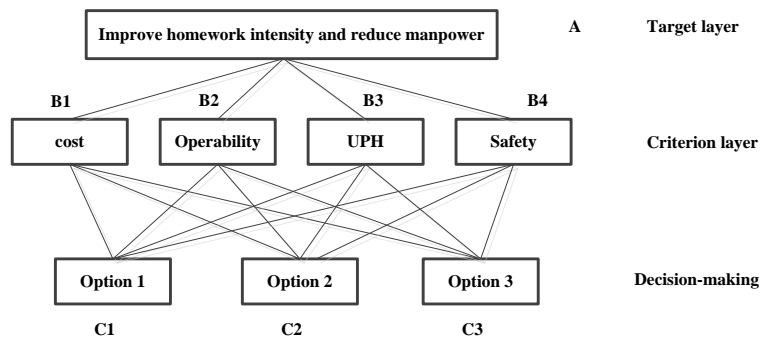 Improve homework intensity and reduce manpower
A
Target layer
B1
B2
B3
B4
cost
Operability
UPH
Safety
Criterion layer
Option 1
Option 2
Option 3
Decision-making
C1
C2
C3